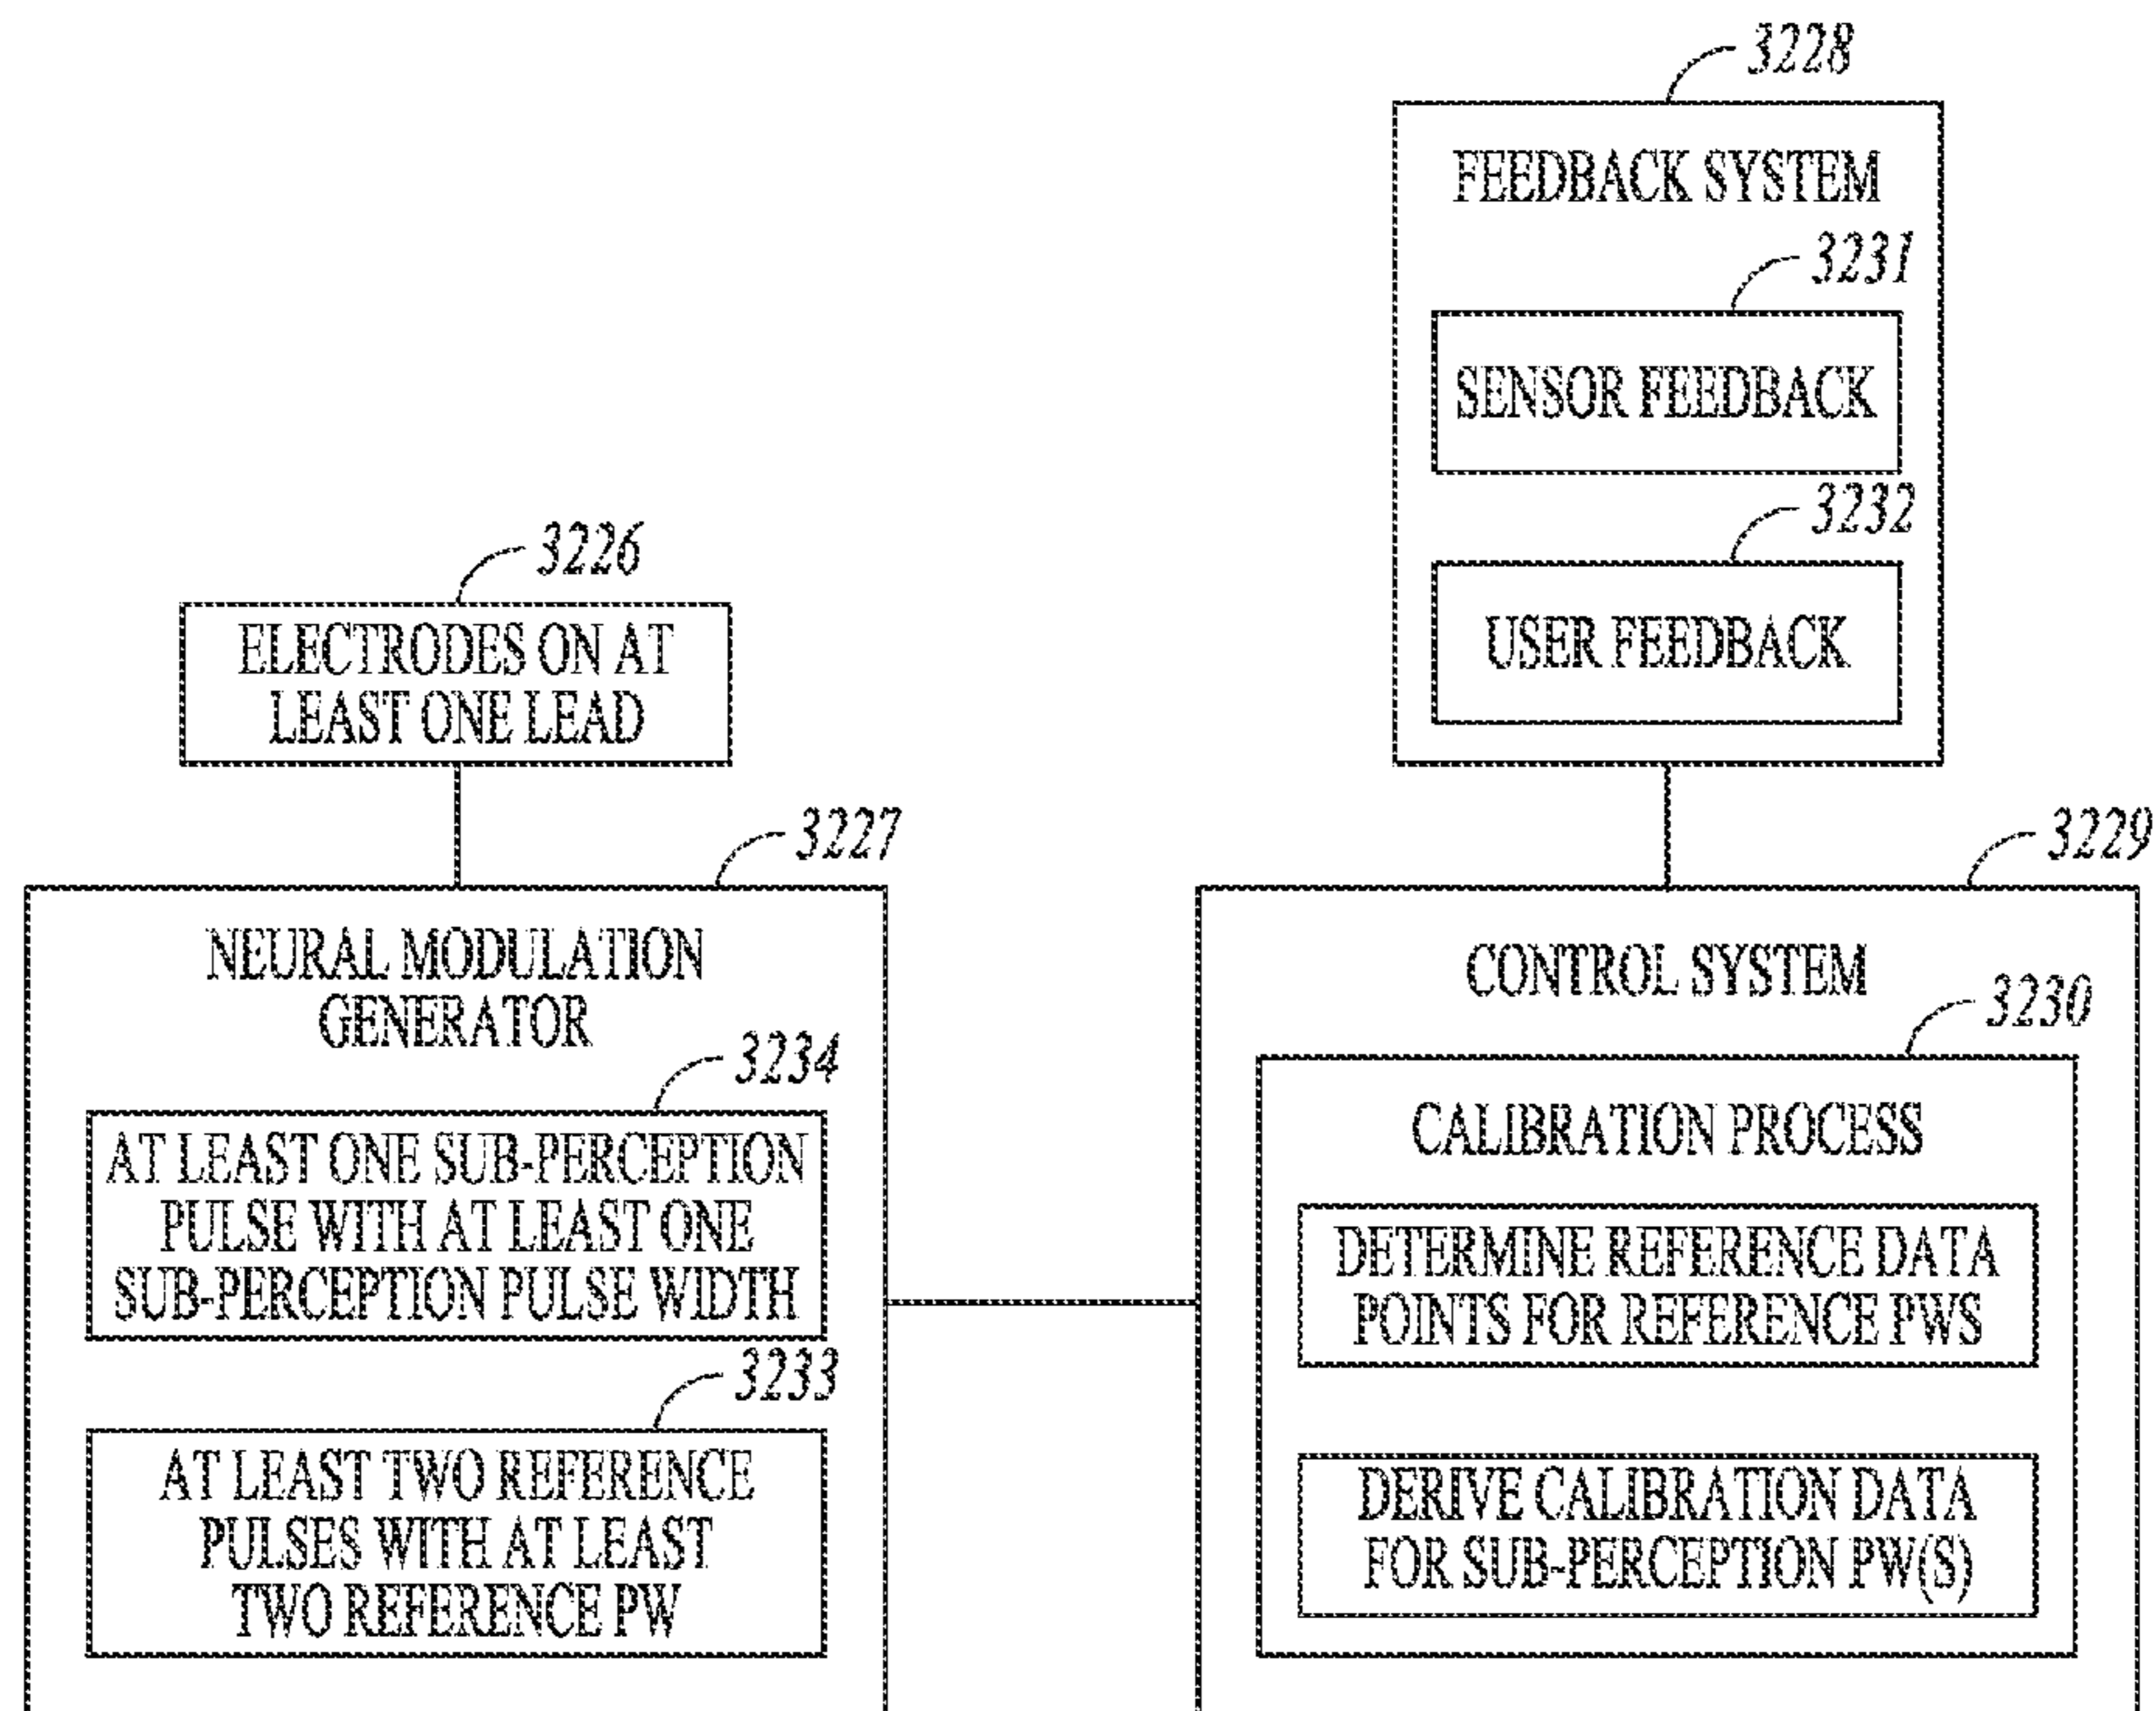 3228
FEEDBACK SYSTEM
3231
SENSOR FEEDBACK
3232
USER FEEDBACK
3226
ELECTRODES ON AT
LEAST ONE LEAD
3227
NEURAL MODULATION
GENERATOR
3234
AT LEAST ONE SUB-PERCEPTION
PULSE WITH AT LEAST ONE
SUB-PERCEPTION PULSE WIDTH
3233
AT LEAST TWO REFERENCE
PULSES WITH AT LEAST
TWO REFERENCE PW
3229
CONTROL SYSTEM
3230
CALIBRATION PROCESS
DETERMINE REFERENCE DATA
POINTS FOR REFERENCE PWS
DERIVE CALIBRATION DATA
FOR SUB-PERCEPTION PW(S)